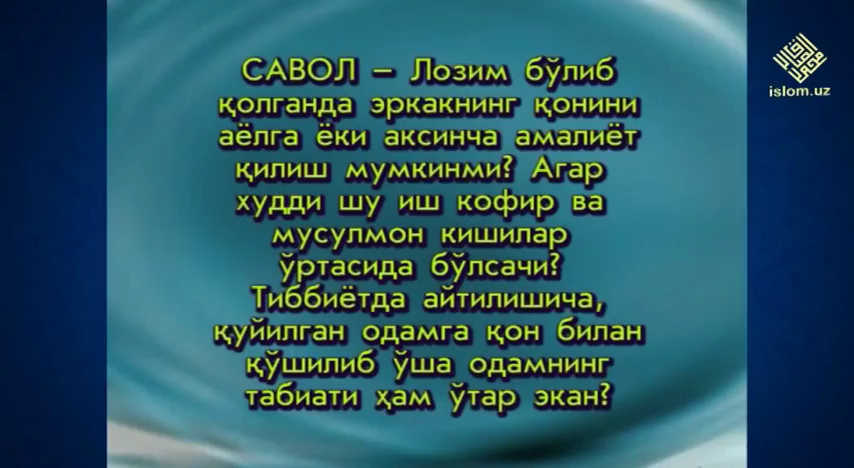 САВОЛ – Лозим бўлиб
қолганда эркакнинг қонини
аёлга ёки аксинча амалиёт
қилиш мумкинми? Агар
худди шу иш кофир ва
мусулмон кишилар
ўртасида бўлсачи?
Тиббиётда айтилишича,
қуйилган одамга қон билан
қўшилиб ўша одамнинг
табиати ҳам ўтар экан?
islom.uz